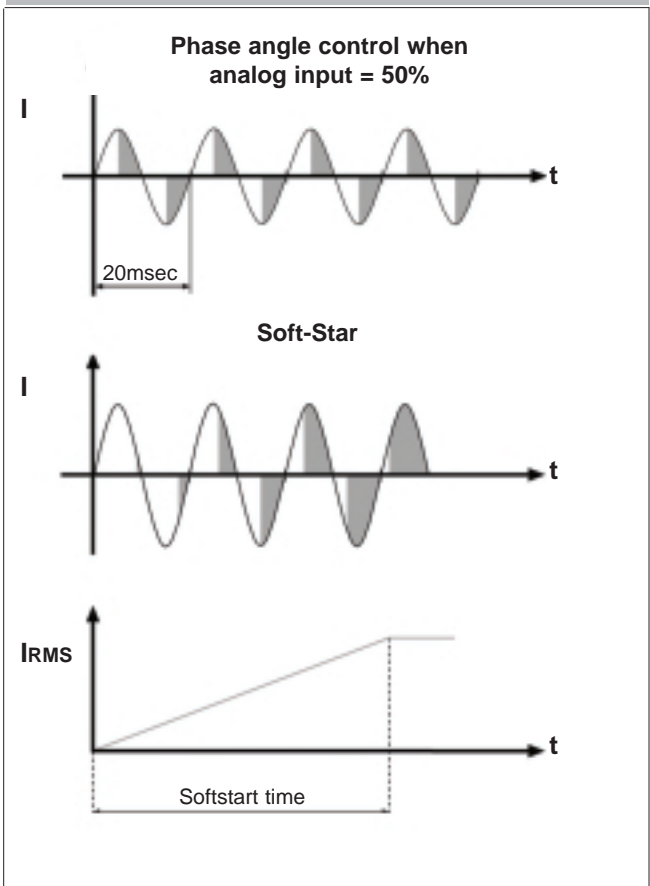 Phase angle control when
analog input = 50%
I
t
20msec
Soft-Star
I
t
IRMS
t
Softstart time